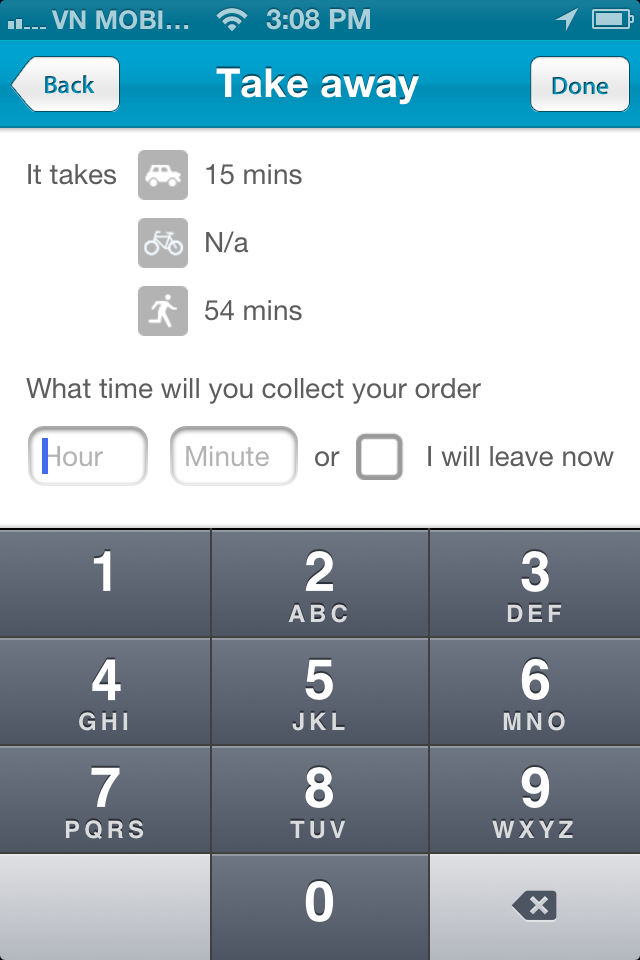 VN MOBI... 3:08 PM
Back Take away Done
It takes 15 mins
N/a
54 mins
What time will you collect your order
Hour Minute or I will leave now
1 2 3
ABC DEF
4 5 6
GHI JKL MNO
7 8 9
PQRS TUV WXYZ
0